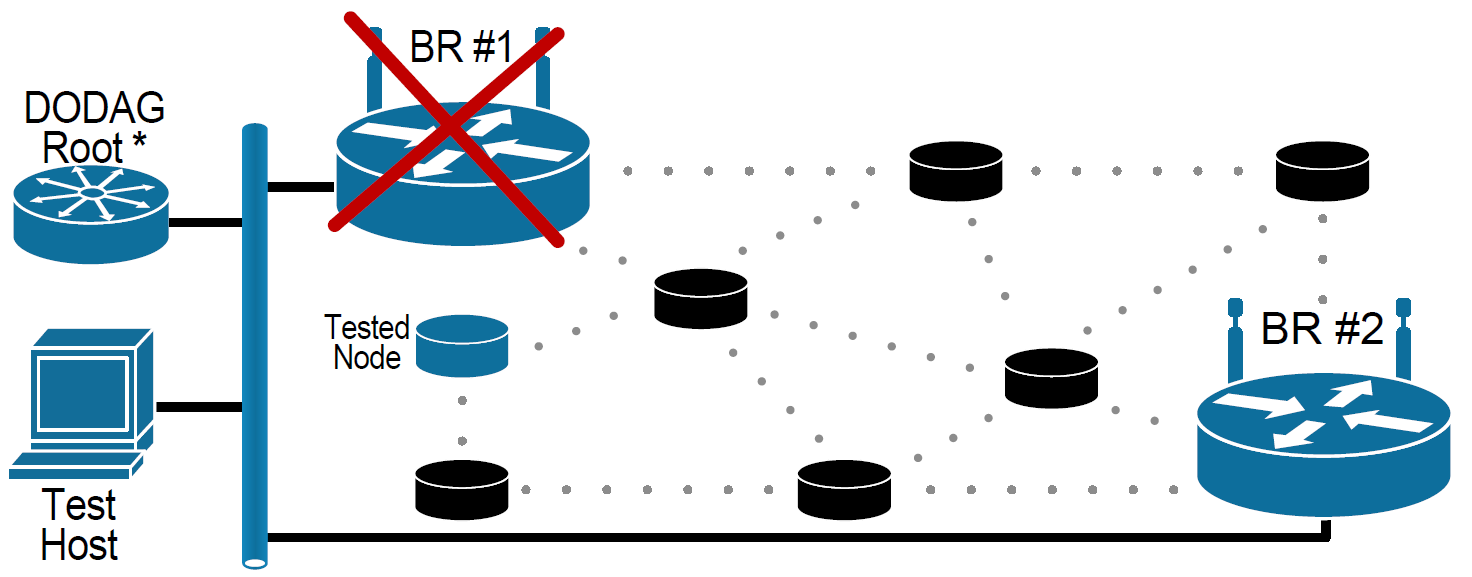 BR #1
DODAG
Root *
Tested
Node
BR #2
Test
Host